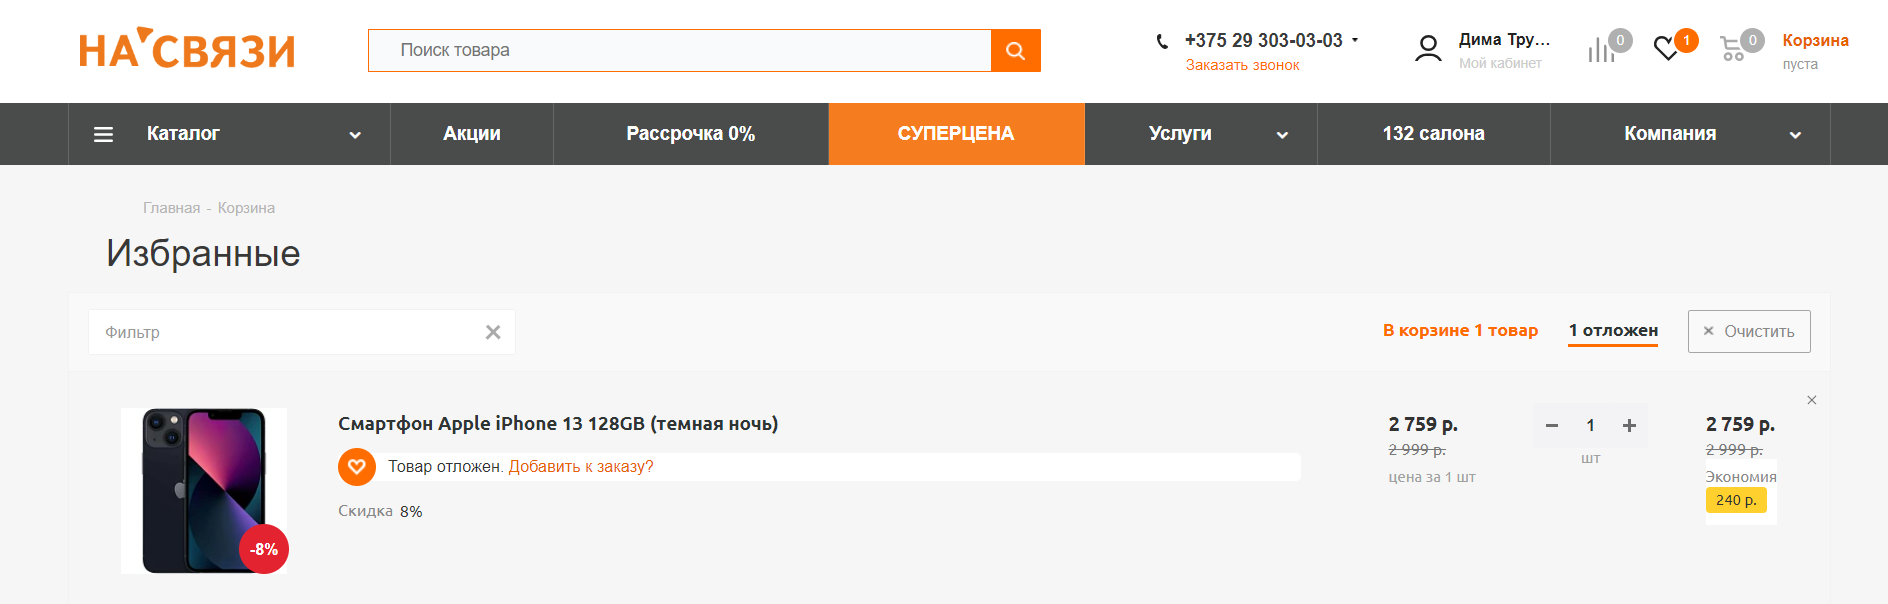 НА СВЯЗИ
Поиск товара
+375 29 303-03-03
Заказать звонок
Дима Тру...
Мой кабинет
0
1
0
Корзина
пуста
Каталог
Акции
Рассрочка 0%
СУПЕРЦЕНА
Услуги
132 салона
Компания
Главная - Корзина
Избранные
Фильтр
В корзине 1 товар
1 отложен
Очистить
Смартфон Apple iPhone 13 128GB (темная ночь)
Товар отложен. Добавить к заказу?
Скидка 8%
-8%
2 759 р.
2 999 р.
цена за 1 шт
1
шт
2 759 р.
2 999 р.
Экономия
240 р.